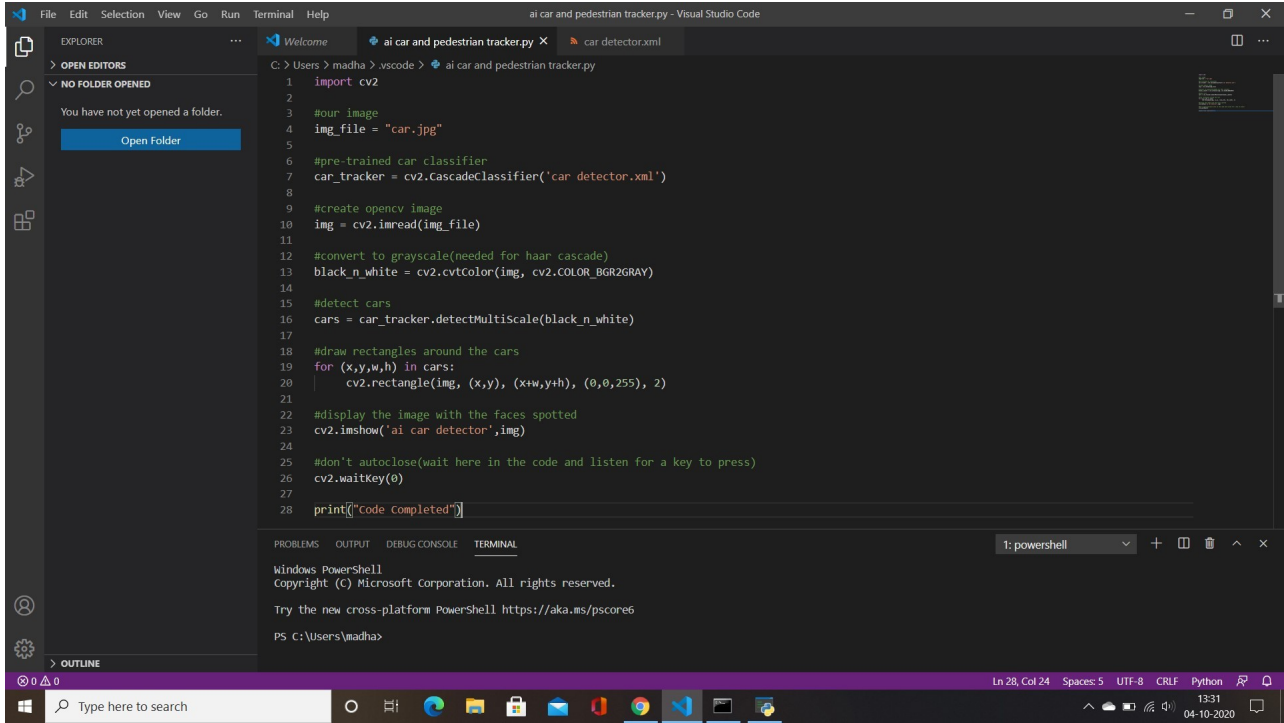 File Edit Selection View Go Run Terminal Help
ai car and pedestrian tracker.py - Visual Studio Code
EXPLORER
Welcome
ai car and pedestrian tracker.py
car detector.xml
OPEN EDITORS
NO FOLDER OPENED
You have not yet opened a folder.
Open Folder
C: > Users > madha > .vscode > ai car and pedestrian tracker.py
1 import cv2
2
3 #our image
4 img_file = "car.jpg"
5
6 #pre-trained car classifier
7 car_tracker = cv2.CascadeClassifier('car detector.xml')
8
9 #create opencv image
10 img = cv2.imread(img_file)
11
12 #convert to grayscale(needed for haar cascade)
13 black_n_white = cv2.cvtColor(img, cv2.COLOR_BGR2GRAY)
14
15 #detect cars
16 cars = car_tracker.detectMultiScale(black_n_white)
17
18 #draw rectangles around the cars
19 for (x,y,w,h) in cars:
20 cv2.rectangle(img, (x,y), (x+w,y+h), (0,0,255), 2)
21
22 #display the image with the faces spotted
23 cv2.imshow('ai car detector',img)
24
25 #don't autoclose(wait here in the code and listen for a key to press)
26 cv2.waitKey(0)
27
28 print("Code Completed")
PROBLEMS OUTPUT DEBUG CONSOLE TERMINAL
1: powershell
Windows PowerShell
Copyright (C) Microsoft Corporation. All rights reserved.
Try the new cross-platform PowerShell https://aka.ms/pscore6
PS C:\Users\madha>
OUTLINE
0 0
Ln 28, Col 24 Spaces: 5 UTF-8 CRLF Python
Type here to search
13:31
04-10-2020